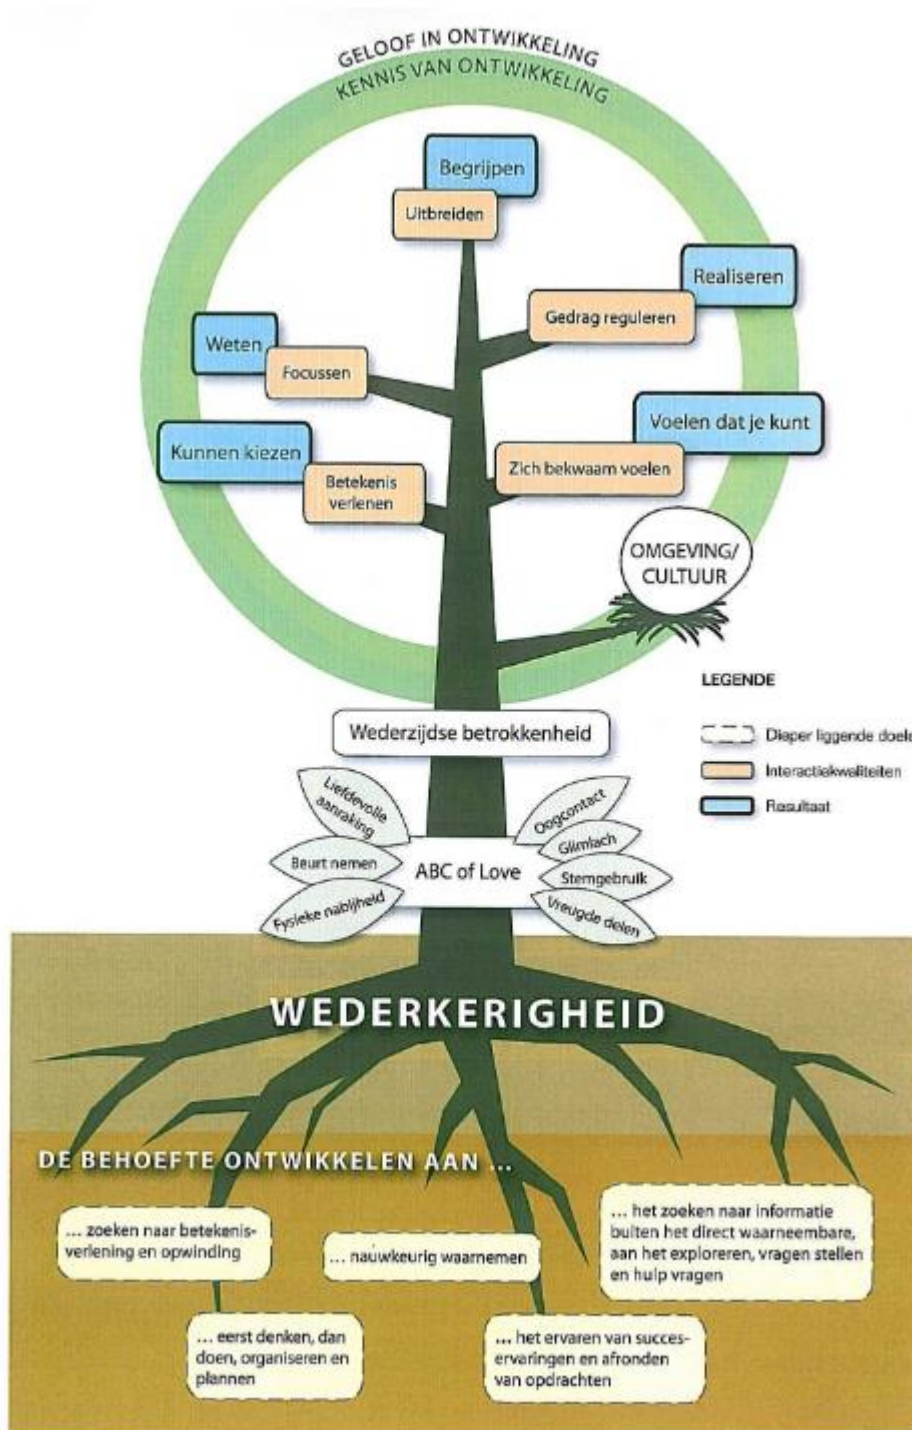 GELOOF IN ONTWIKKELING
KENNIS VAN ONTWIKKELING
Begrijpen
Uitbreiden
Realiseren
Gedrag reguleren
Weten
Focussen
Voelen dat je kunt
Zich bekwaam voelen
Kunnen kiezen
Betekenis
verlenen
OMGEVING/
CULTUUR
LEGENDE
Dieper liggende doele
Interactiekwaliteiten
Resultaat
Wederzijdse betrokkenheid
Liefdevolle
aanraking
Beurt nemen
Fysieke nabijheid
ABC of Love
Oogcontact
Glimlach
Stemgebruik
Vreugde delen
WEDERKERIGHEID
DE BEHOEFTE ONTWIKKELEN AAN ...
... zoeken naar betekenis-
verlening en opwinding
... nauwkeurig waarnemen
... het zoeken naar informatie
buiten het direct waarneembare,
aan het exploreren, vragen stellen
en hulp vragen
... eerst denken, dan
doen, organiseren en
plannen
... het ervaren van succes-
ervaringen en afronden
van opdrachten